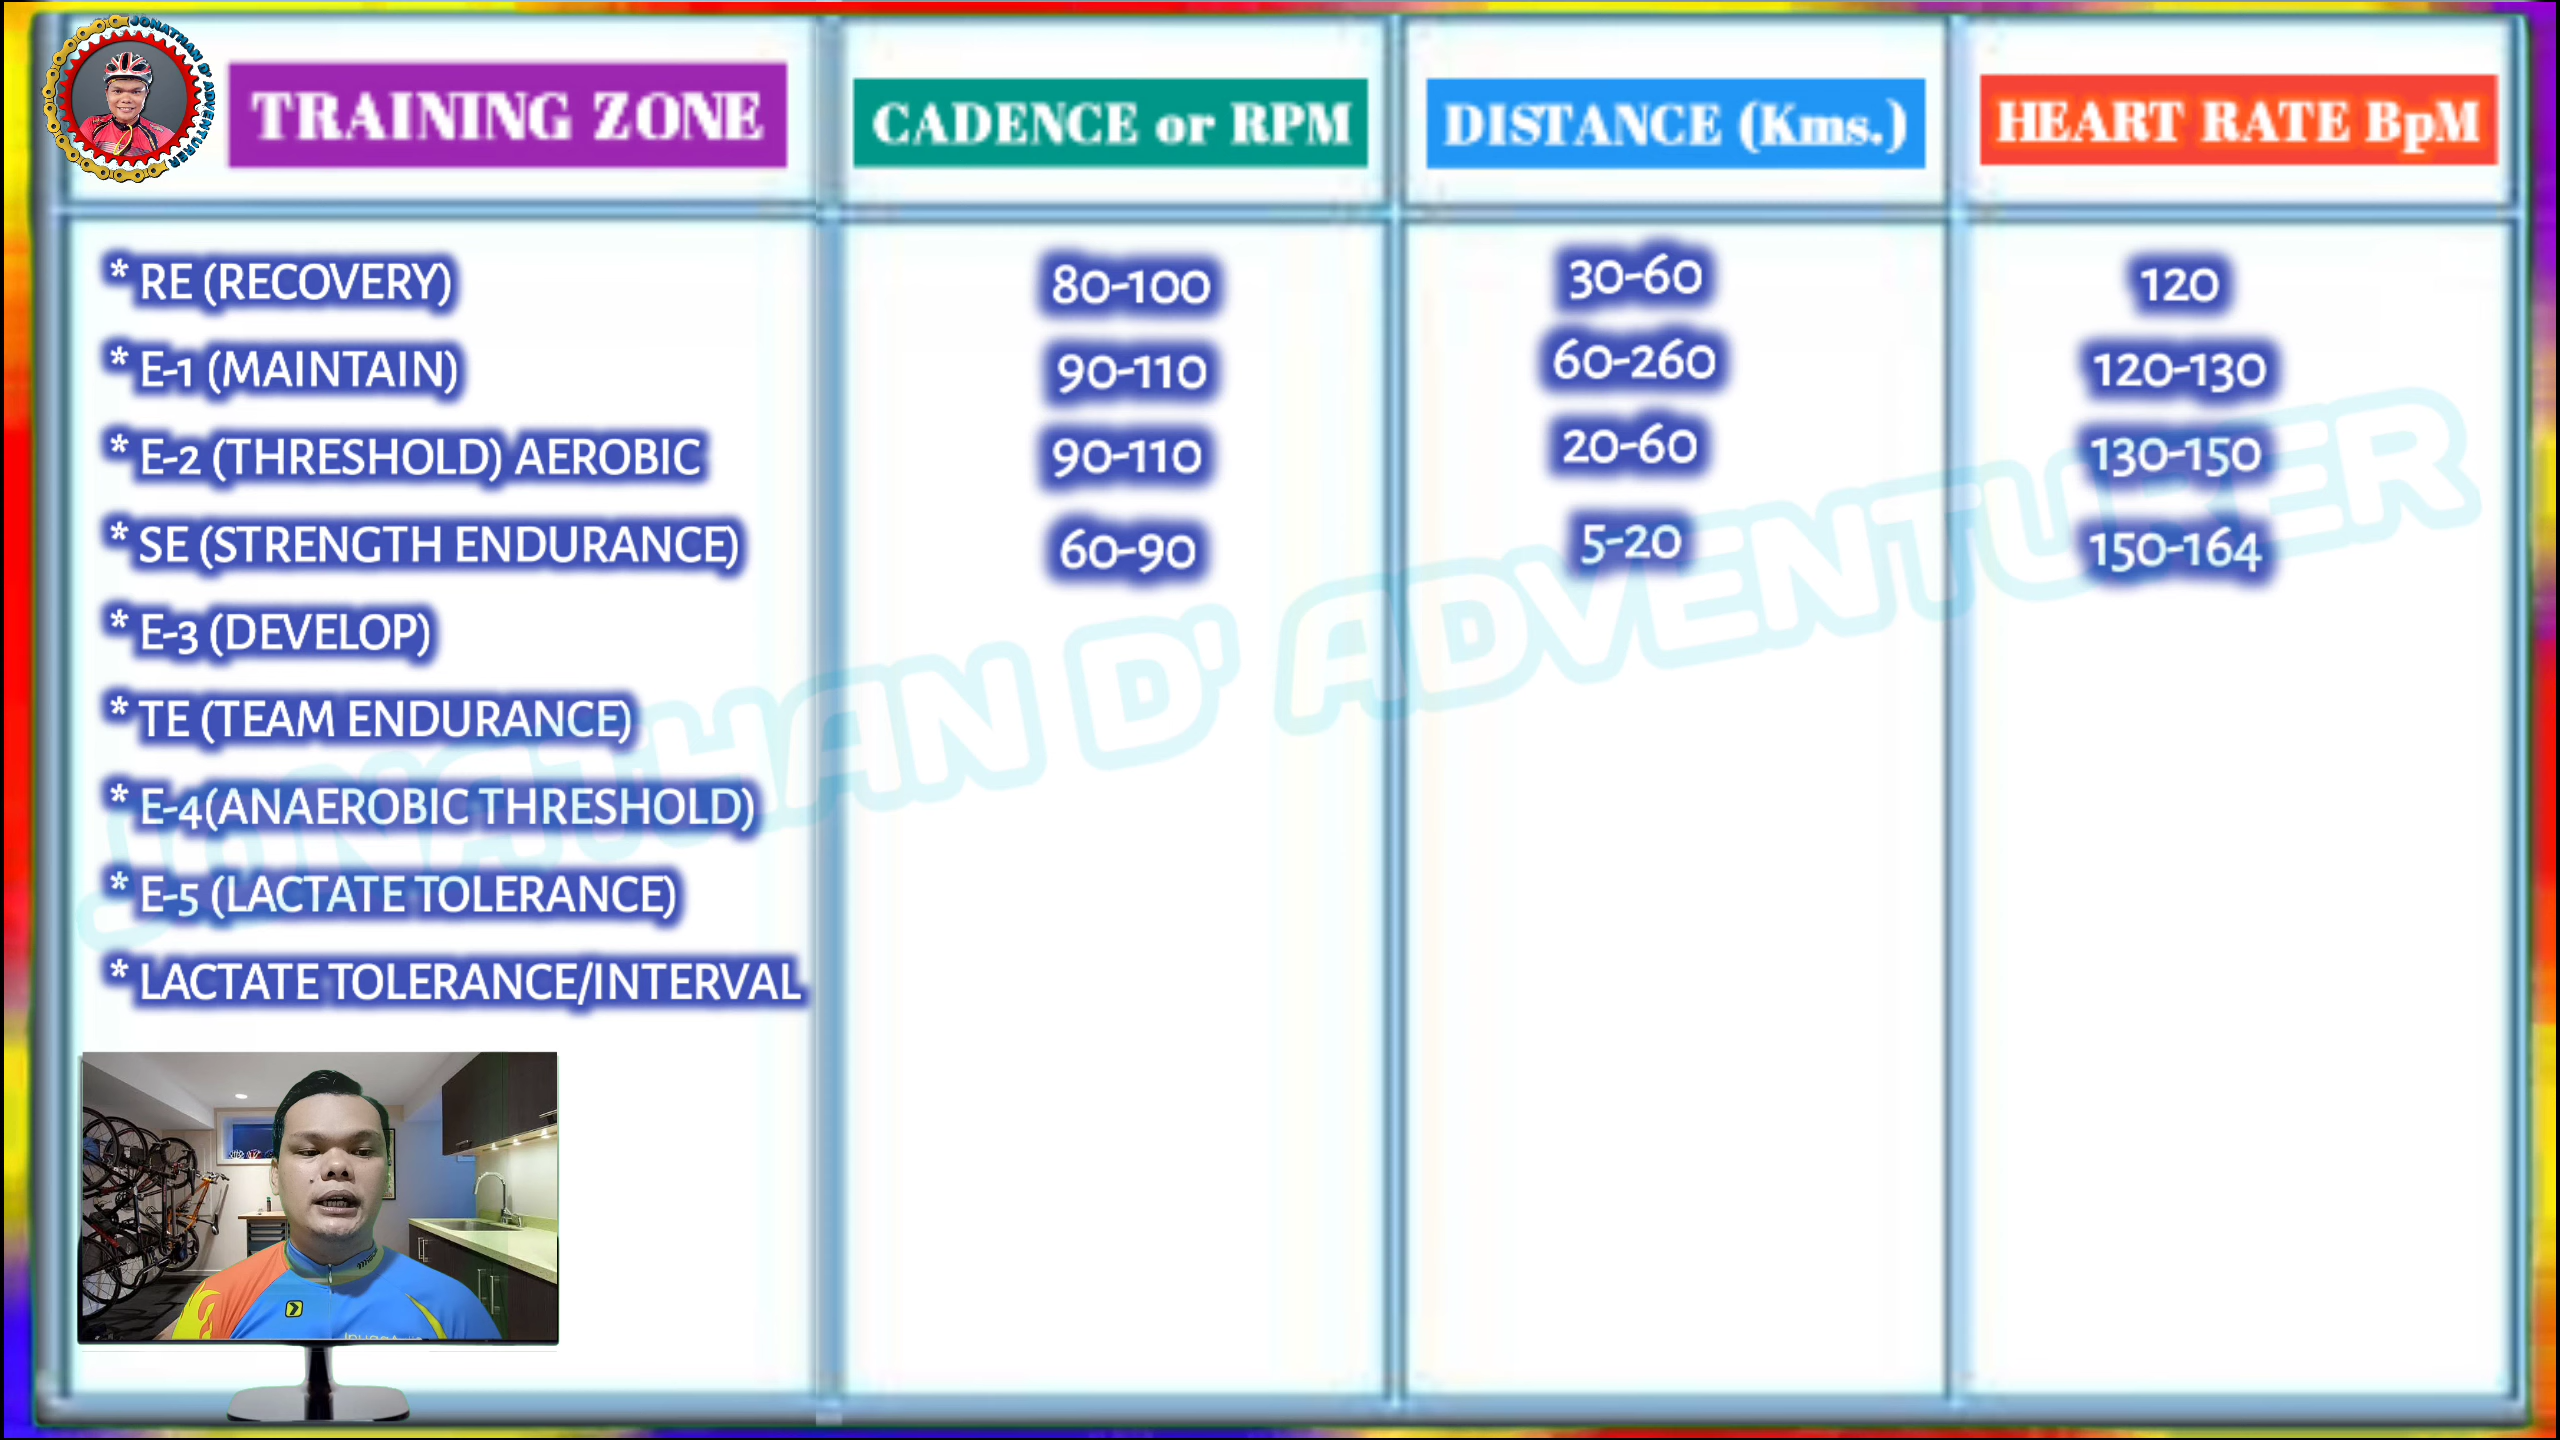 JONATHAN D' ADVENTURER
TRAINING ZONE CADENCE or RPM DISTANCE (Kms.) HEART RATE BpM
* RE (RECOVERY) 80-100 30-60 120
* E-1 (MAINTAIN) 90-110 60-260 120-130
* E-2 (THRESHOLD) AEROBIC 90-110 20-60 130-150
* SE (STRENGTH ENDURANCE) 60-90 5-20 150-164
* E-3 (DEVELOP)
* TE (TEAM ENDURANCE)
* E-4(ANAEROBIC THRESHOLD)
* E-5 (LACTATE TOLERANCE)
* LACTATE TOLERANCE/INTERVAL
JONATHAN D' ADVENTURER